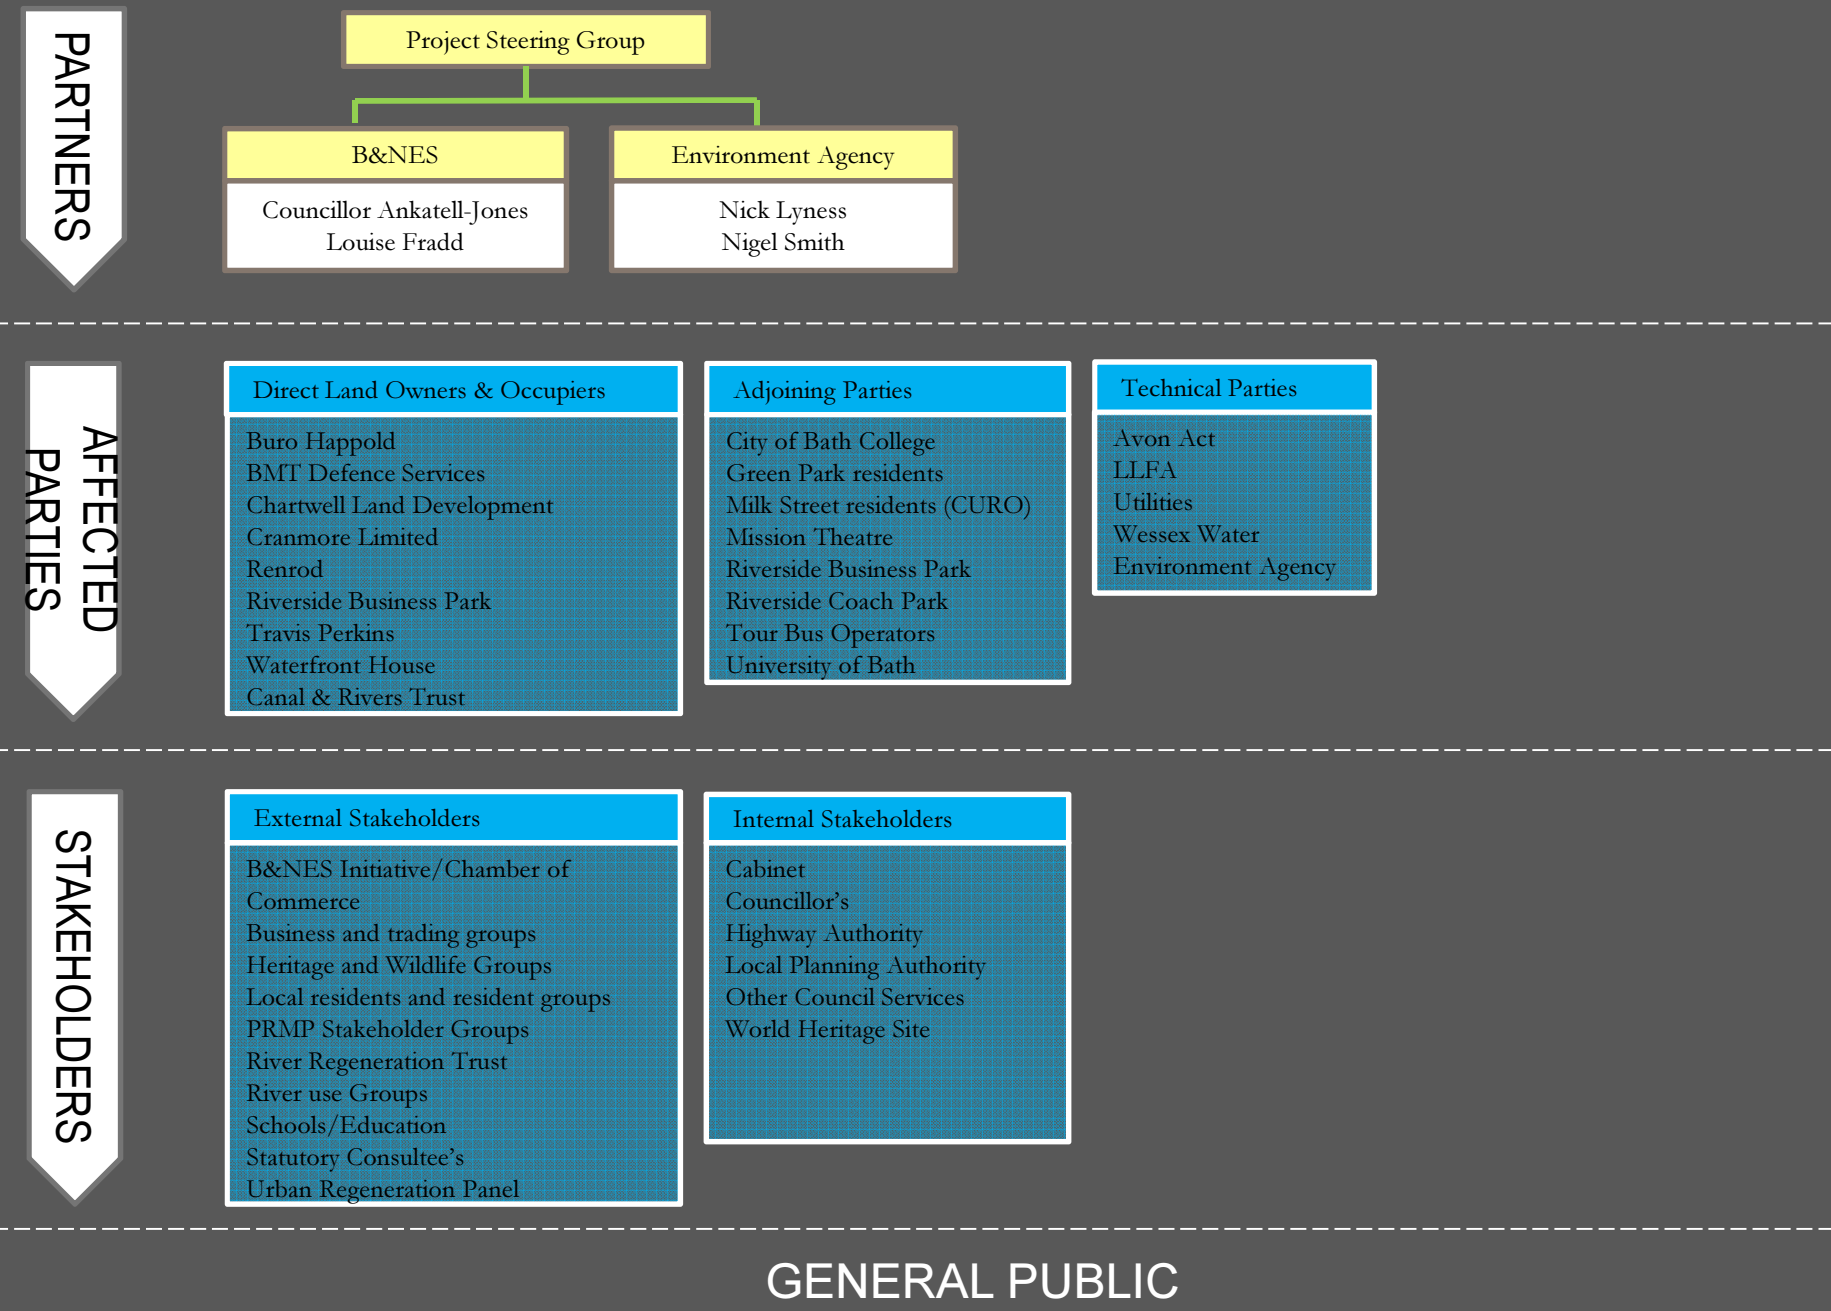 PARTNERS
Project Steering Group
B&NES
Councillor Ankatell-Jones
Louise Fradd
Environment Agency
Nick Lyness
Nigel Smith
AFFECTED
PARTIES
Direct Land Owners & Occupiers
Buro Happold
BMT Defence Services
Chartwell Land Development
Cranmore Limited
Renrod
Riverside Business Park
Travis Perkins
Waterfront House
Canal & Rivers Trust
Adjoining Parties
City of Bath College
Green Park residents
Milk Street residents (CURO)
Mission Theatre
Riverside Business Park
Riverside Coach Park
Tour Bus Operators
University of Bath
Technical Parties
Avon Act
LLFA
Utilities
Wessex Water
Environment Agency
STAKEHOLDERS
External Stakeholders
B&NES Initiative/Chamber of
Commerce
Business and trading groups
Heritage and Wildlife Groups
Local residents and resident groups
PRMP Stakeholder Groups
River Regeneration Trust
River use Groups
Schools/Education
Statutory Consultee’s
Urban Regeneration Panel
Internal Stakeholders
Cabinet
Councillor’s
Highway Authority
Local Planning Authority
Other Council Services
World Heritage Site
GENERAL PUBLIC